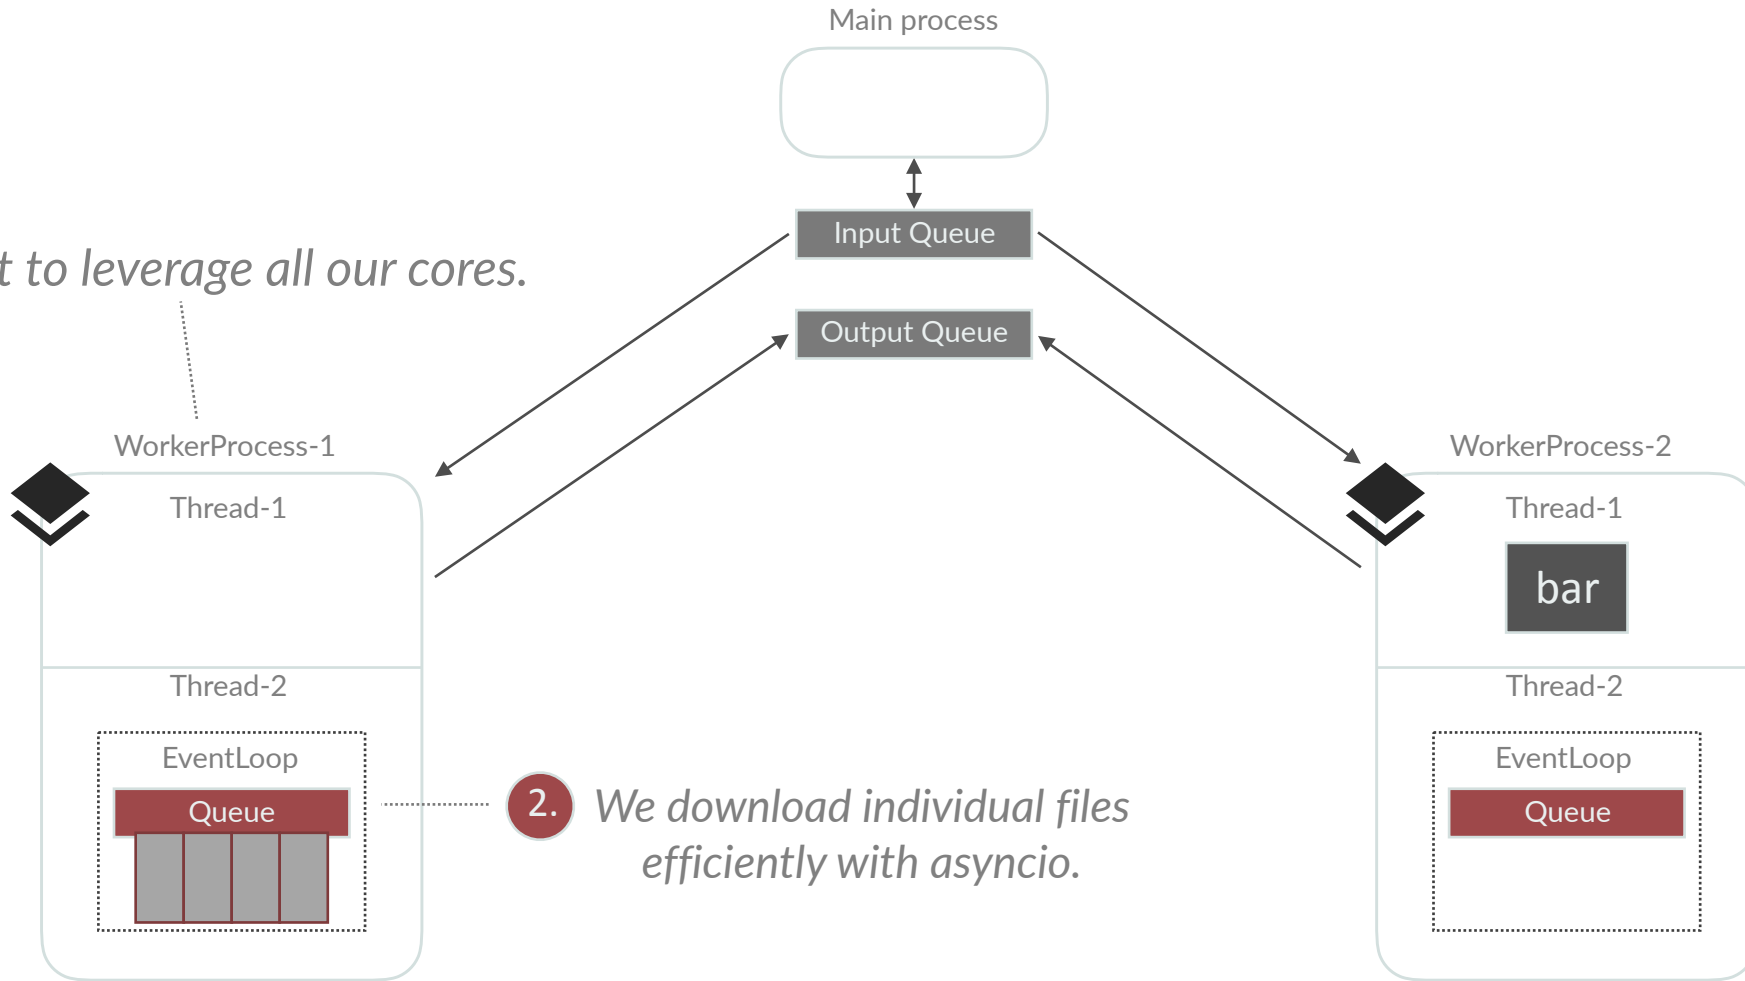 Main process
Input Queue
t to leverage all our cores.
Output Queue
WorkerProcess-1
WorkerProcess-2
Thread-1
Thread-1
bar
Thread-2
Thread-2
EventLoop
EventLoop
Queue
Queue
2.
We download individual files
efficiently with asyncio.